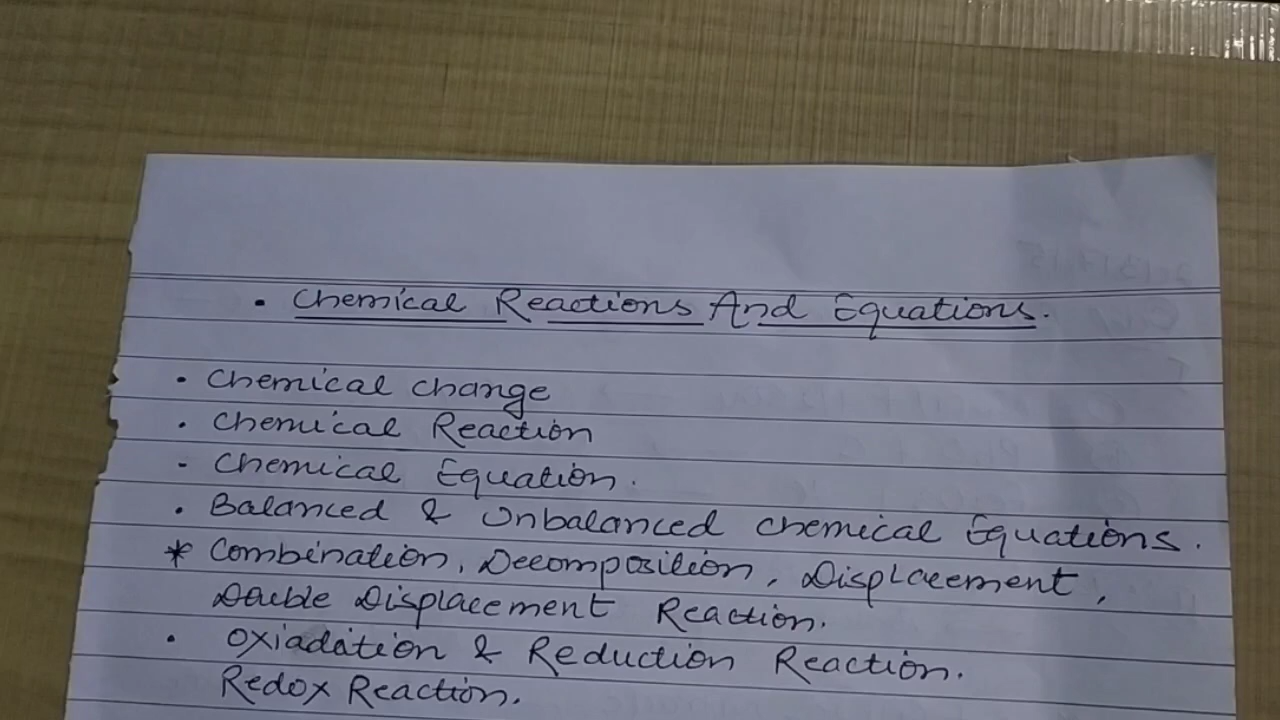 • Chemical Reactions And Equations.
• Chemical change
• Chemical Reaction
- Chemical Equation.
• Balanced & Unbalanced Chemical Equations.
* Combination, Decomposition, Displacement,
Double Displacement Reaction.
• Oxiadation & Reduction Reaction.
Redox Reaction.